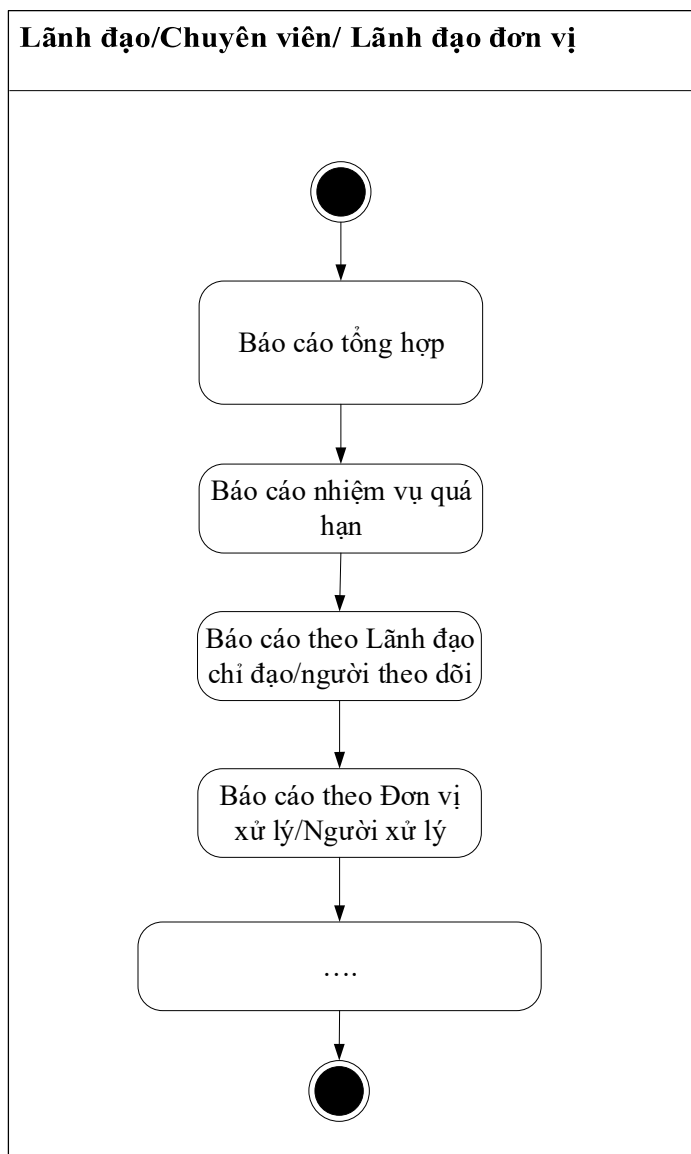 Lãnh đạo/Chuyên viên/ Lãnh đạo đơn vị
Báo cáo tổng hợp
Báo cáo nhiệm vụ quá
hạn
Báo cáo theo Lãnh đạo
chỉ đạo/người theo dõi
Báo cáo theo Đơn vị
xử lý/Người xử lý
….